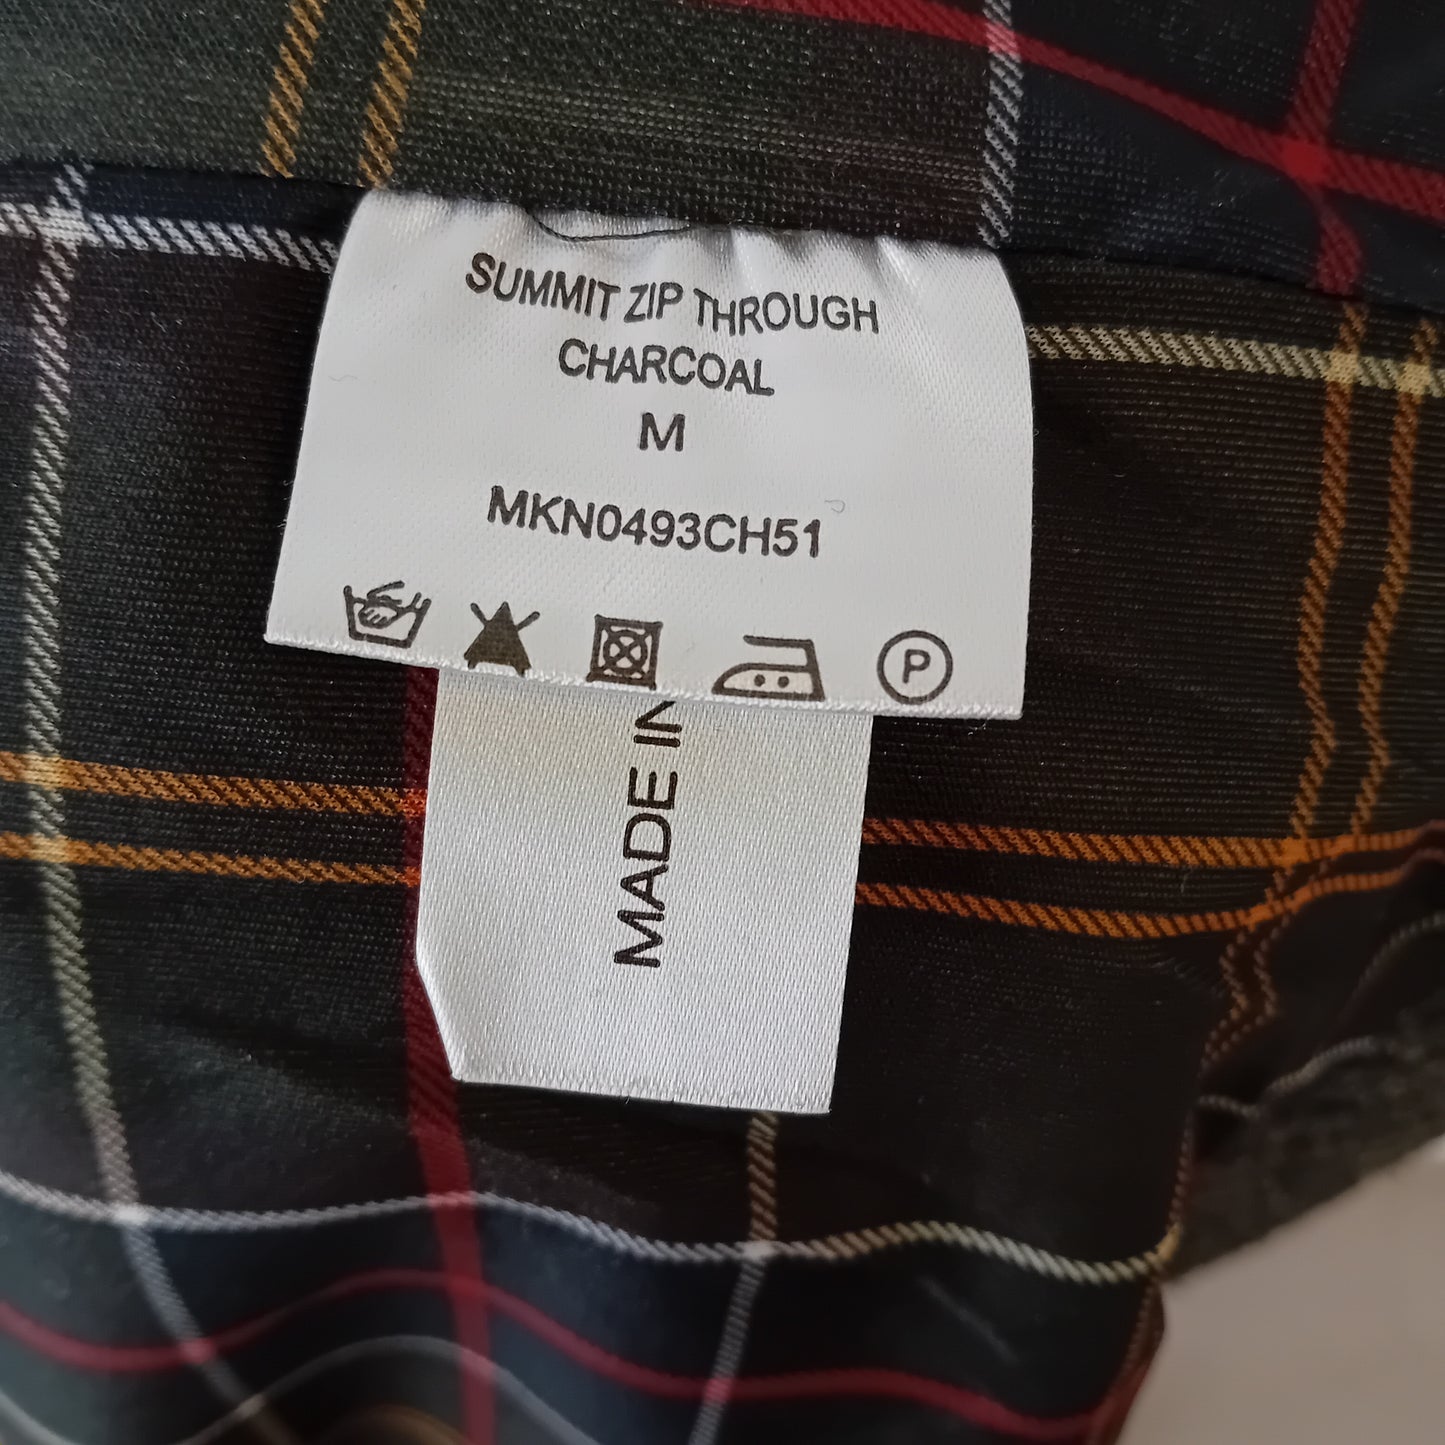 SUMMIT ZIP THROUGH
CHARCOAL
M
MKN0493CH51
P
MADE IN